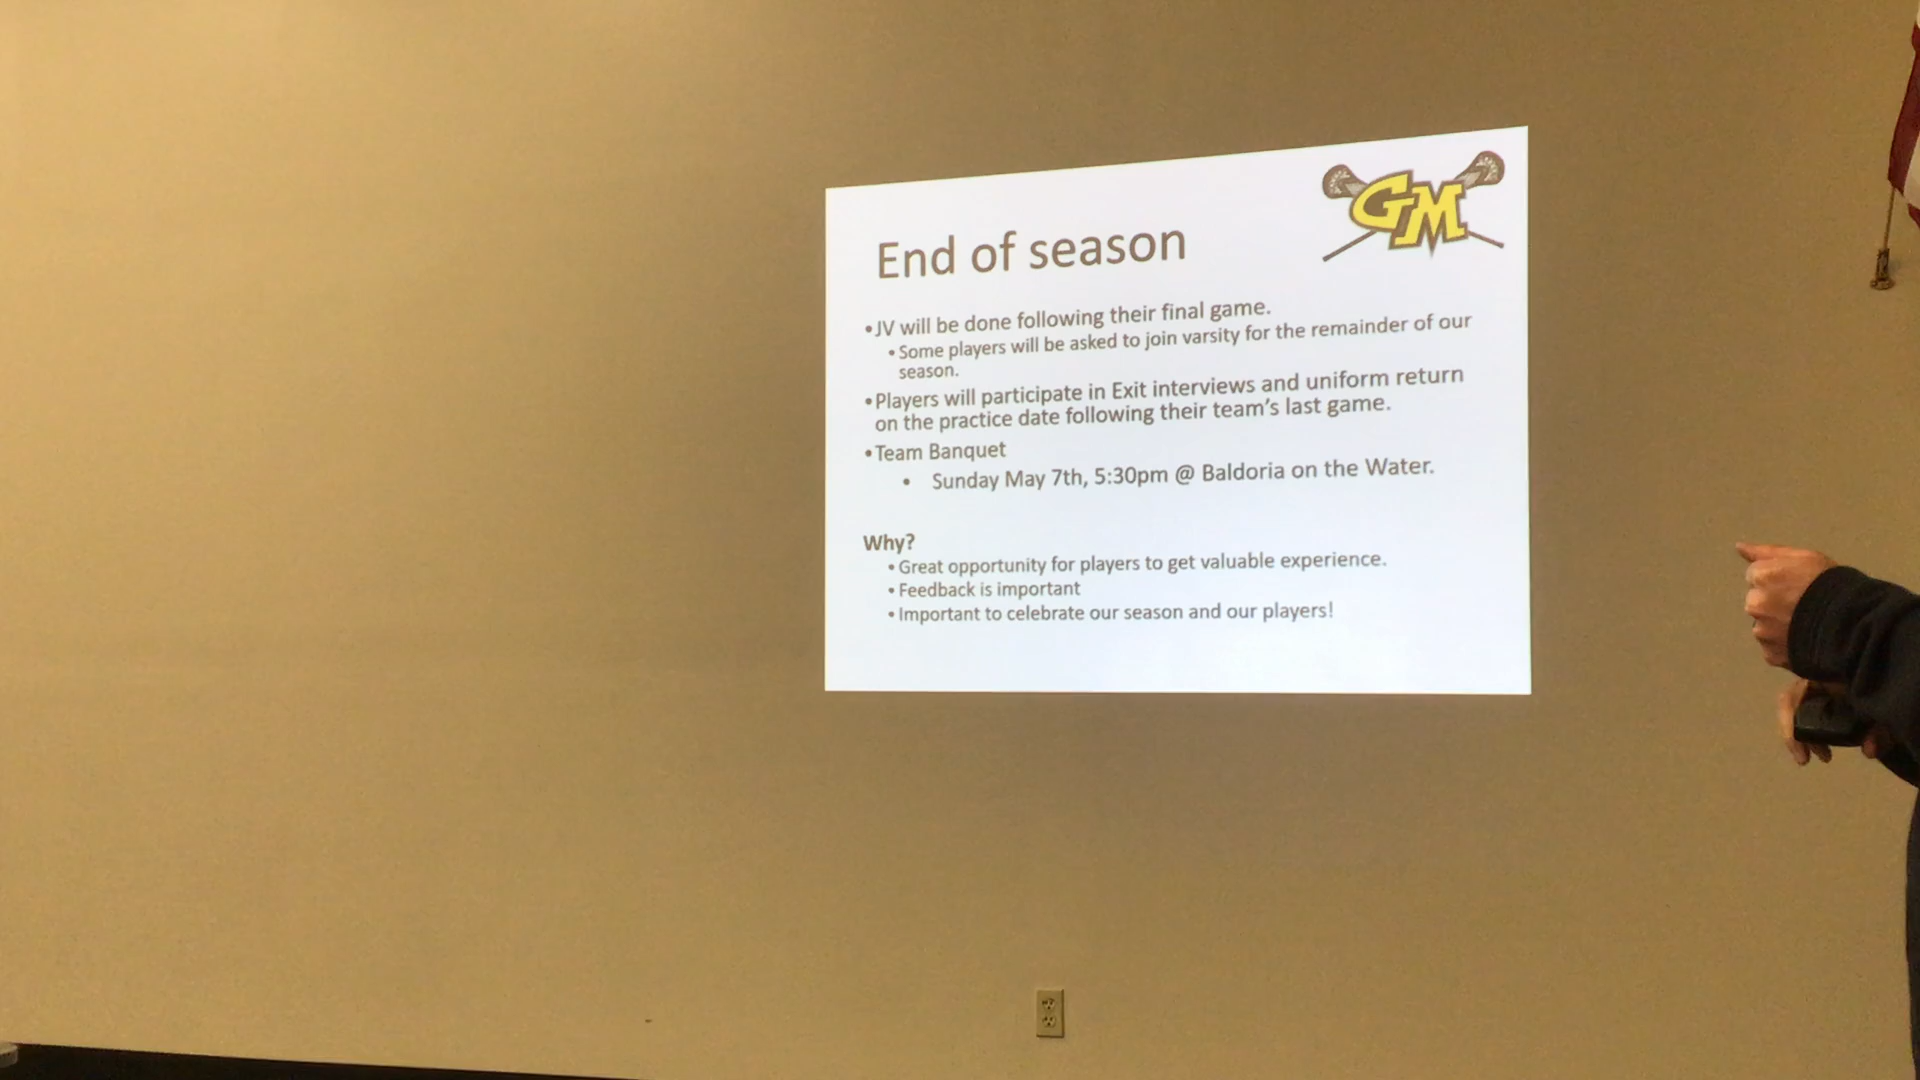 GM
End of season
•JV will be done following their final game.
•Some players will be asked to join varsity for the remainder of our
season.
•Players will participate in Exit interviews and uniform return
on the practice date following their team’s last game.
•Team Banquet
• Sunday May 7th, 5:30pm @ Baldoria on the Water.
Why?
•Great opportunity for players to get valuable experience.
•Feedback is important
•Important to celebrate our season and our players!